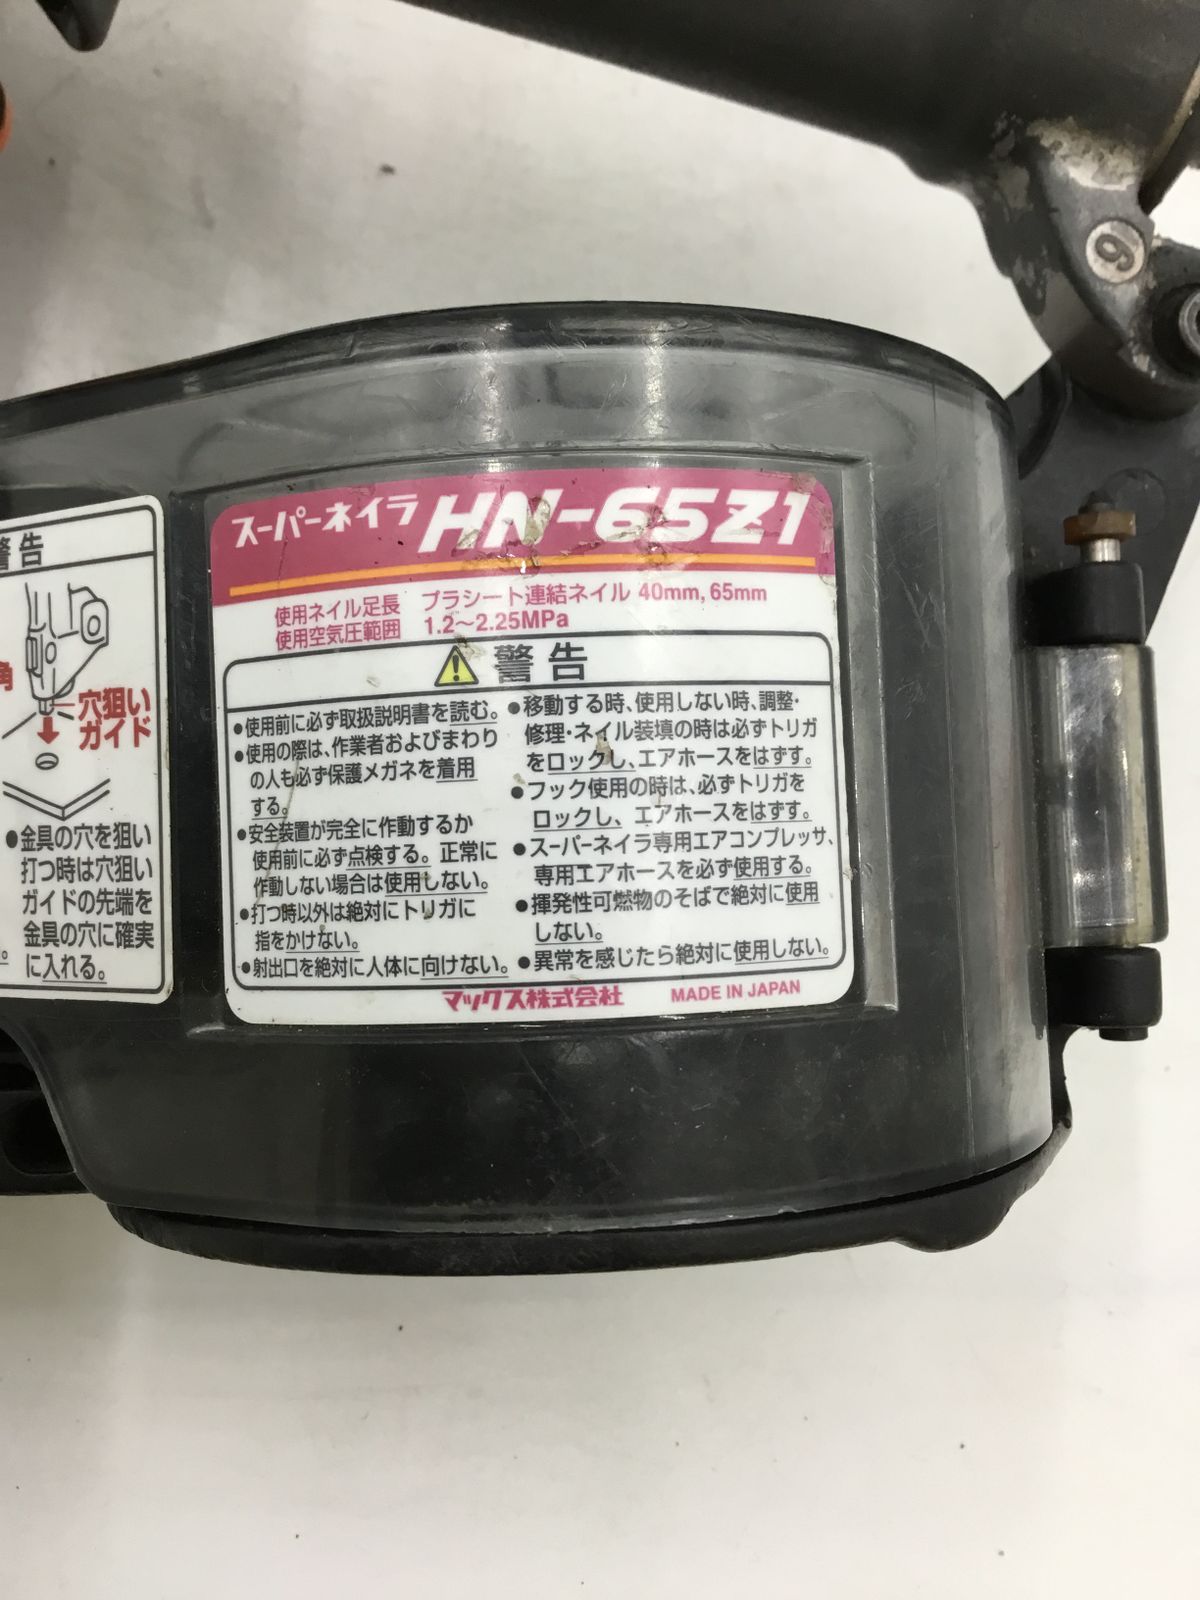 警告
角
穴狙い
ガイド
●金具の穴を狙い
打つ時は穴狙い
ガイドの先端を
金具の穴に確実
に入れる。
。
スーパーネイラ HN-65Z1
使用ネイル足長 プラシート連結ネイル 40mm, 65mm
使用空気圧範囲 1.2〜2.25MPa
警告
●使用前に必ず取扱説明書を読む。
●使用の際は、作業者およびまわり
の人も必ず保護メガネを着用
する。
●安全装置が完全に作動するか
使用前に必ず点検する。正常に
作動しない場合は使用しない。
●打つ時以外は絶対にトリガに
指をかけない。
●射出口を絶対に人体に向けない。
●移動する時、使用しない時、調整・
修理・ネイル装填の時は必ずトリガ
をロックし、エアホースをはずす。
●フック使用の時は、必ずトリガを
ロックし、エアホースをはずす。
●スーパーネイラ専用エアコンプレッサ、
専用エアホースを必ず使用する。
●揮発性可燃物のそばで絶対に使用
しない。
●異常を感じたら絶対に使用しない。
マックス株式会社 MADE IN JAPAN
9